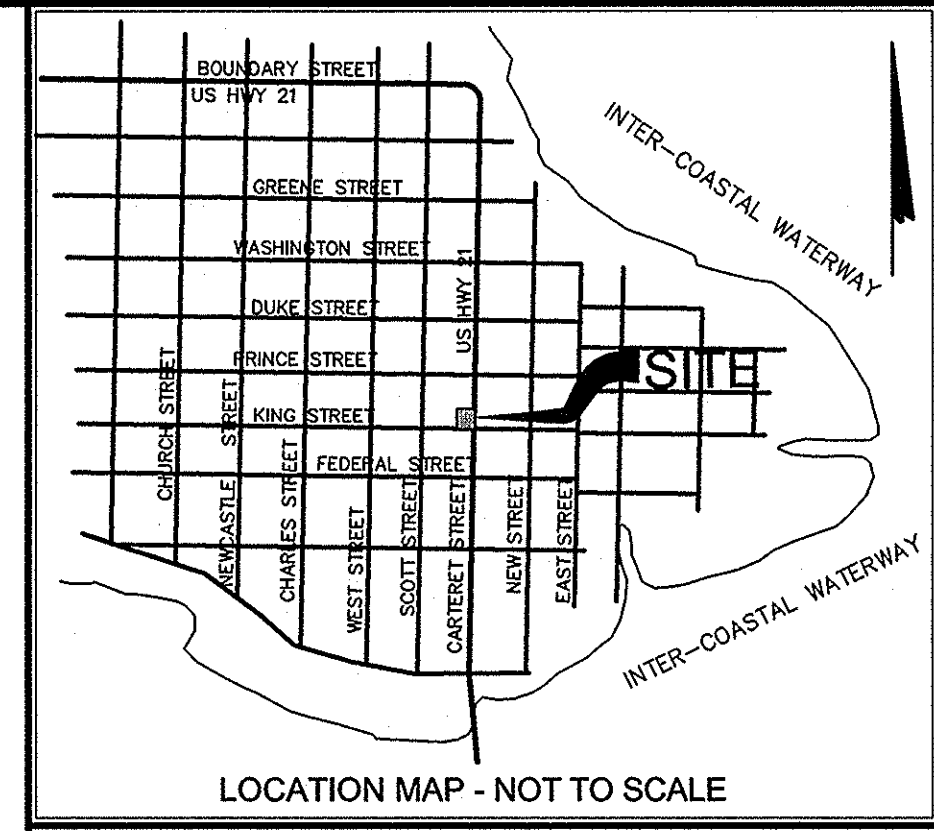 BOUNDARY STREET
US HWY 21
INTER-COASTAL WATERWAY
GREENE STREET
WASHINGTON STREET
US HWY 21
DUKE STREET
PRINCE STREET
SITE
CHURCH STREET
NEWCASTLE STREET
KING STREET
FEDERAL STREET
CHARLES STREET
WEST STREET
SCOTT STREET
CARTERET STREET
NEW STREET
EAST STREET
INTER-COASTAL WATERWAY
LOCATION MAP - NOT TO SCALE